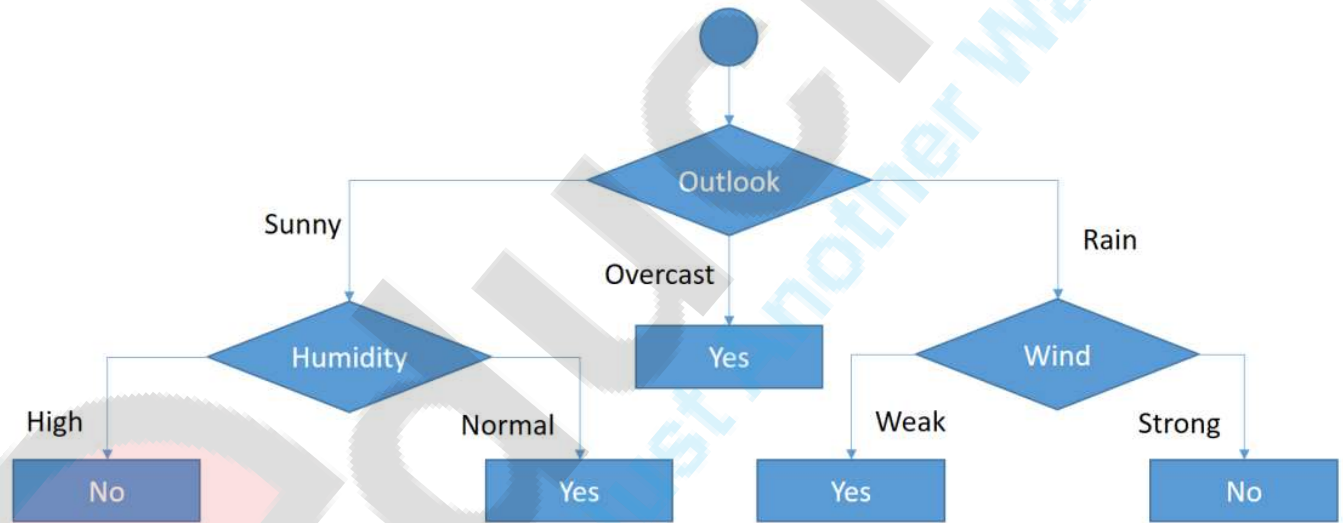 Outlook
Sunny
Overcast
Rain
Humidity
Yes
Wind
High
Normal
Weak
Strong
No
Yes
Yes
No